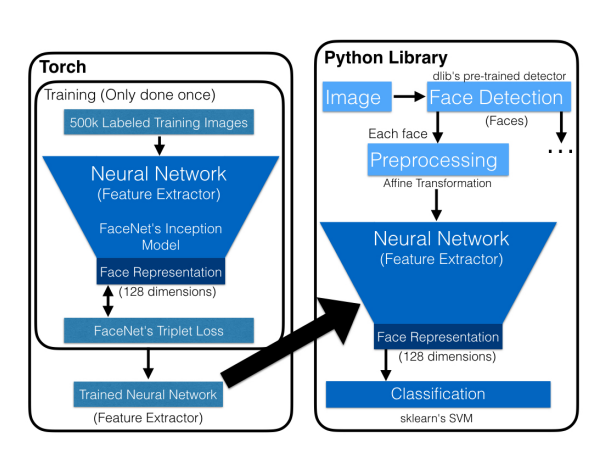 Torch
Training (Only done once)
500k Labeled Training Images
Neural Network
(Feature Extractor)
FaceNet's Inception
Model
Face Representation
(128 dimensions)
FaceNet's Triplet Loss
Trained Neural Network
(Feature Extractor)
Python Library
dlib's pre-trained detector
Image
Face Detection
(Faces)
Each face
...
Preprocessing
Affine Transformation
Neural Network
(Feature Extractor)
Face Representation
(128 dimensions)
Classification
sklearn's SVM